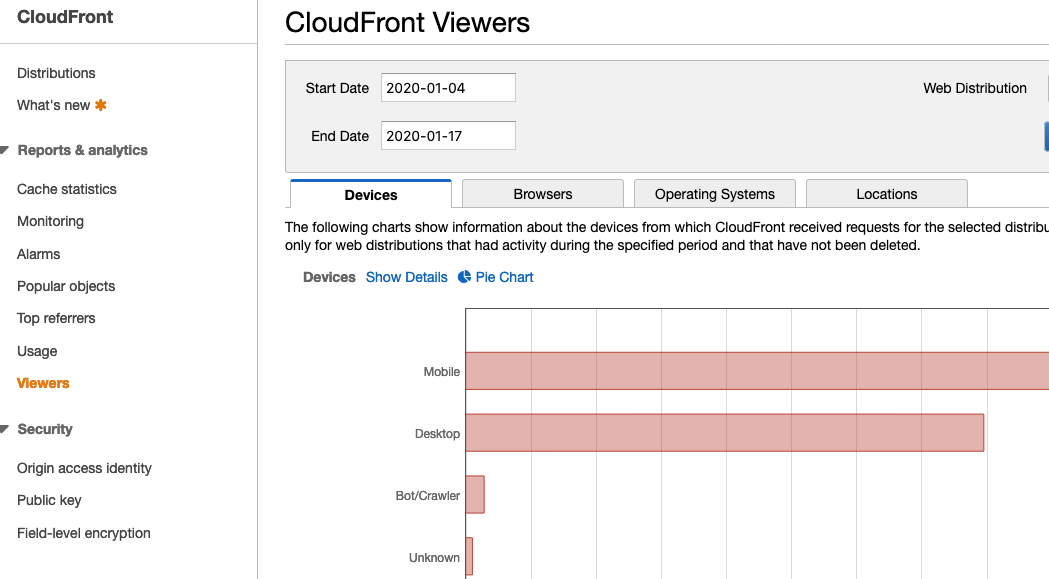 CloudFront
Distributions
What's new
Reports & analytics
Cache statistics
Monitoring
Alarms
Popular objects
Top referrers
Usage
Viewers
Security
Origin access identity
Public key
Field-level encryption
CloudFront Viewers
Start Date 2020-01-04 Web Distribution
End Date 2020-01-17
Devices Browsers Operating Systems Locations
The following charts show information about the devices from which CloudFront received requests for the selected distribu
only for web distributions that had activity during the specified period and that have not been deleted.
Devices Show Details Pie Chart
Mobile
Desktop
Bot/Crawler
Unknown